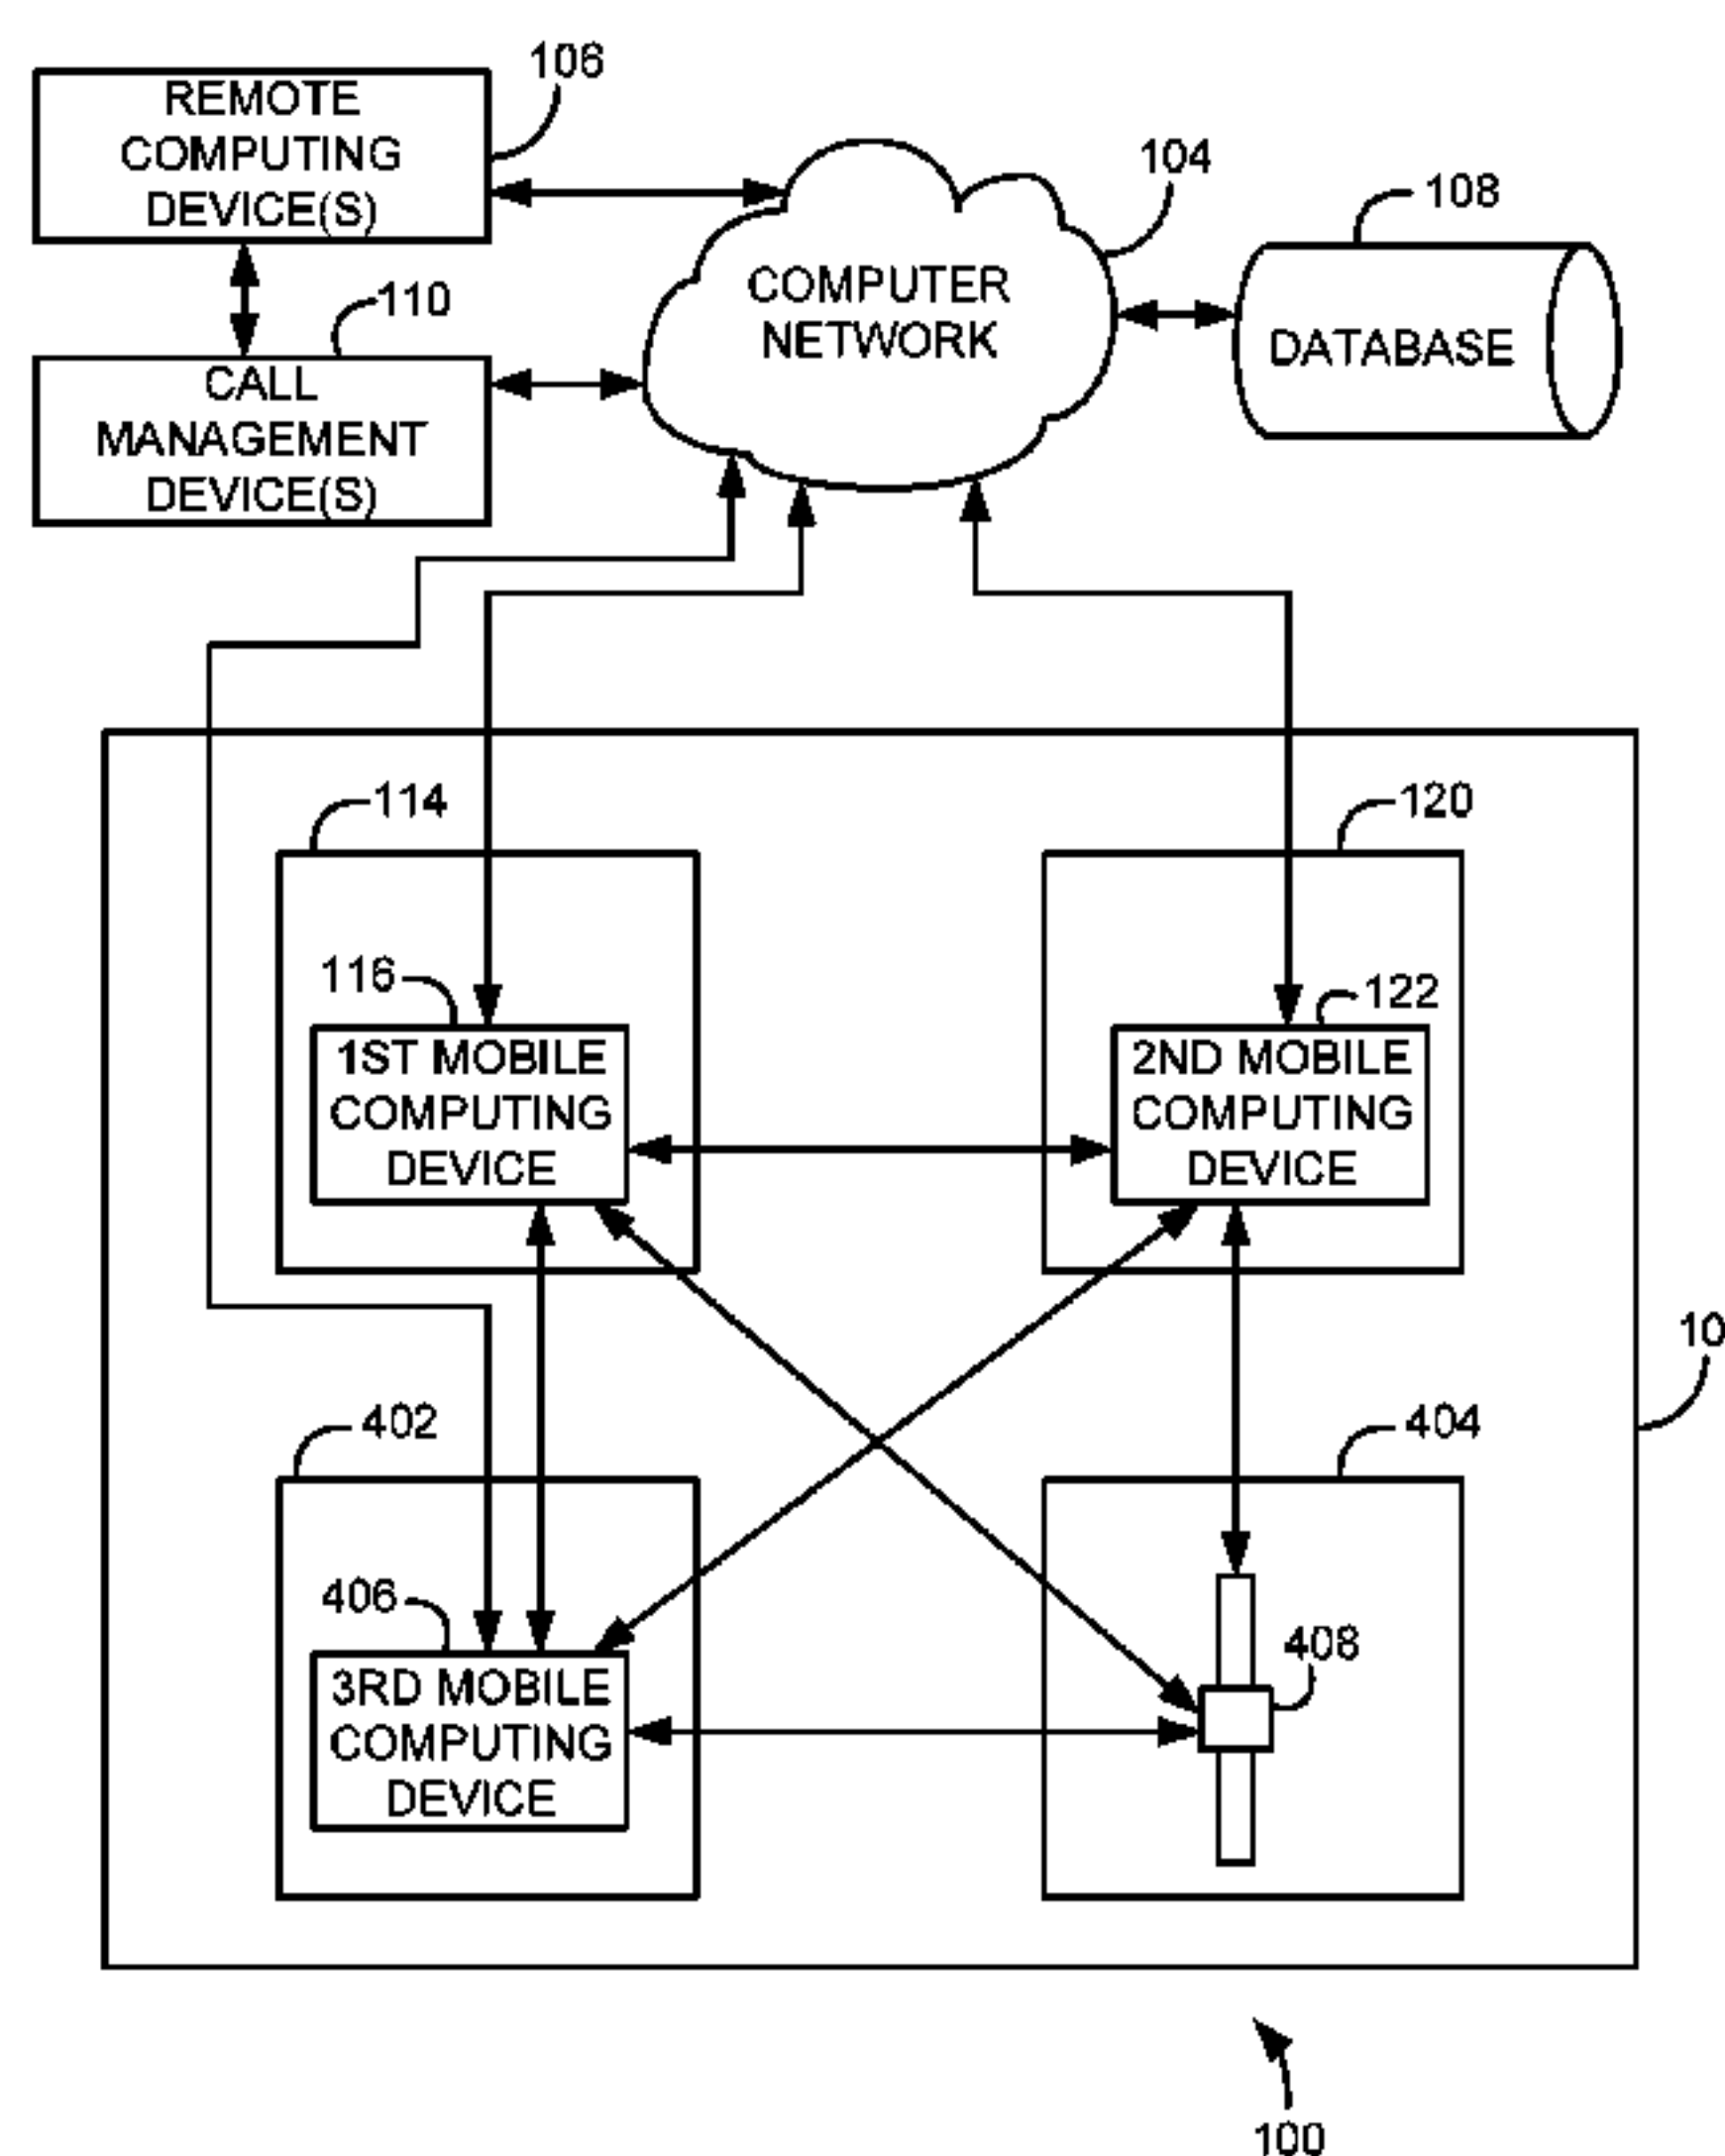 106
REMOTE
COMPUTING
DEVICE(S)
104
108
110
COMPUTER
NETWORK
DATABASE
CALL
MANAGEMENT
DEVICE(S)
114
120
116
122
1ST MOBILE
COMPUTING
DEVICE
2ND MOBILE
COMPUTING
DEVICE
10
402
404
406
408
3RD MOBILE
COMPUTING
DEVICE
100